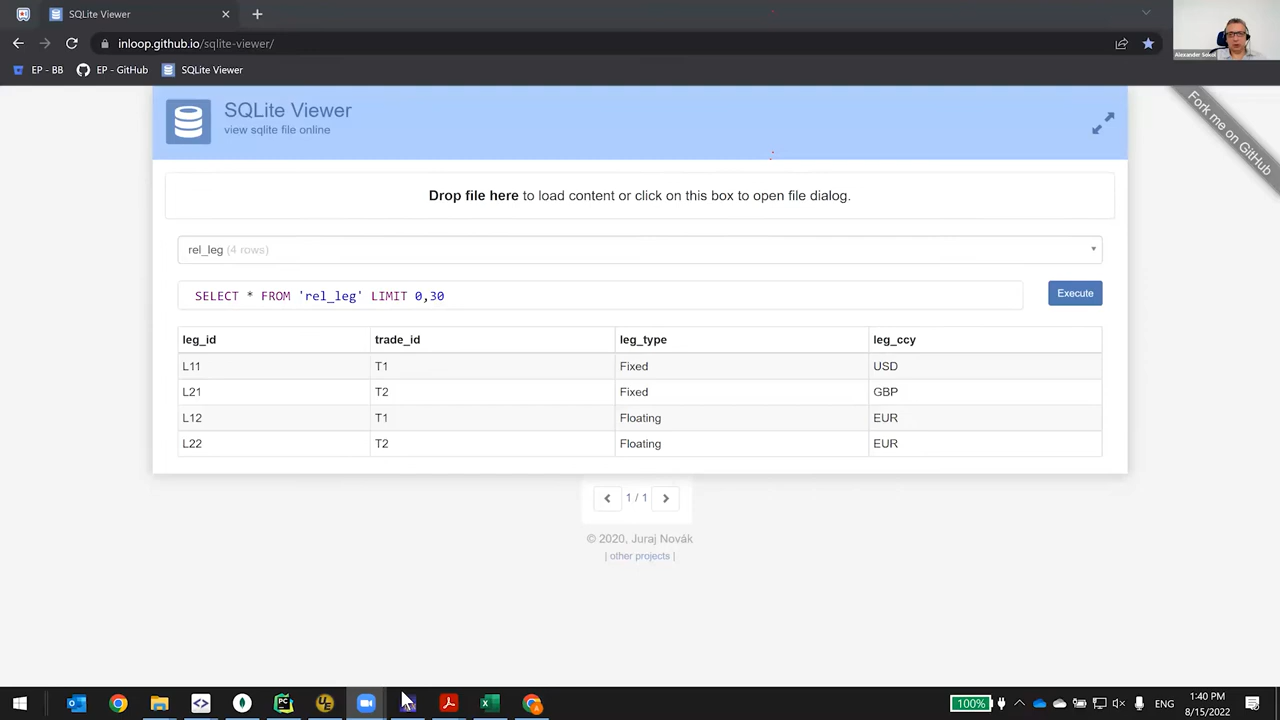 SQLite Viewer
inloop.github.io/sqlite-viewer/
Alexander Sokol
EP - BB
EP - GitHub
SQLite Viewer
SQLite Viewer
view sqlite file online
Fork me on GitHub
Drop file here to load content or click on this box to open file dialog.
rel_leg (4 rows)
SELECT * FROM 'rel_leg' LIMIT 0,30
Execute
leg_id trade_id leg_type leg_ccy
L11 T1 Fixed USD
L21 T2 Fixed GBP
L12 T1 Floating EUR
L22 T2 Floating EUR
1 / 1
© 2020, Juraj Novák
| other projects |
PC
UE
100%
ENG
1:40 PM
8/15/2022